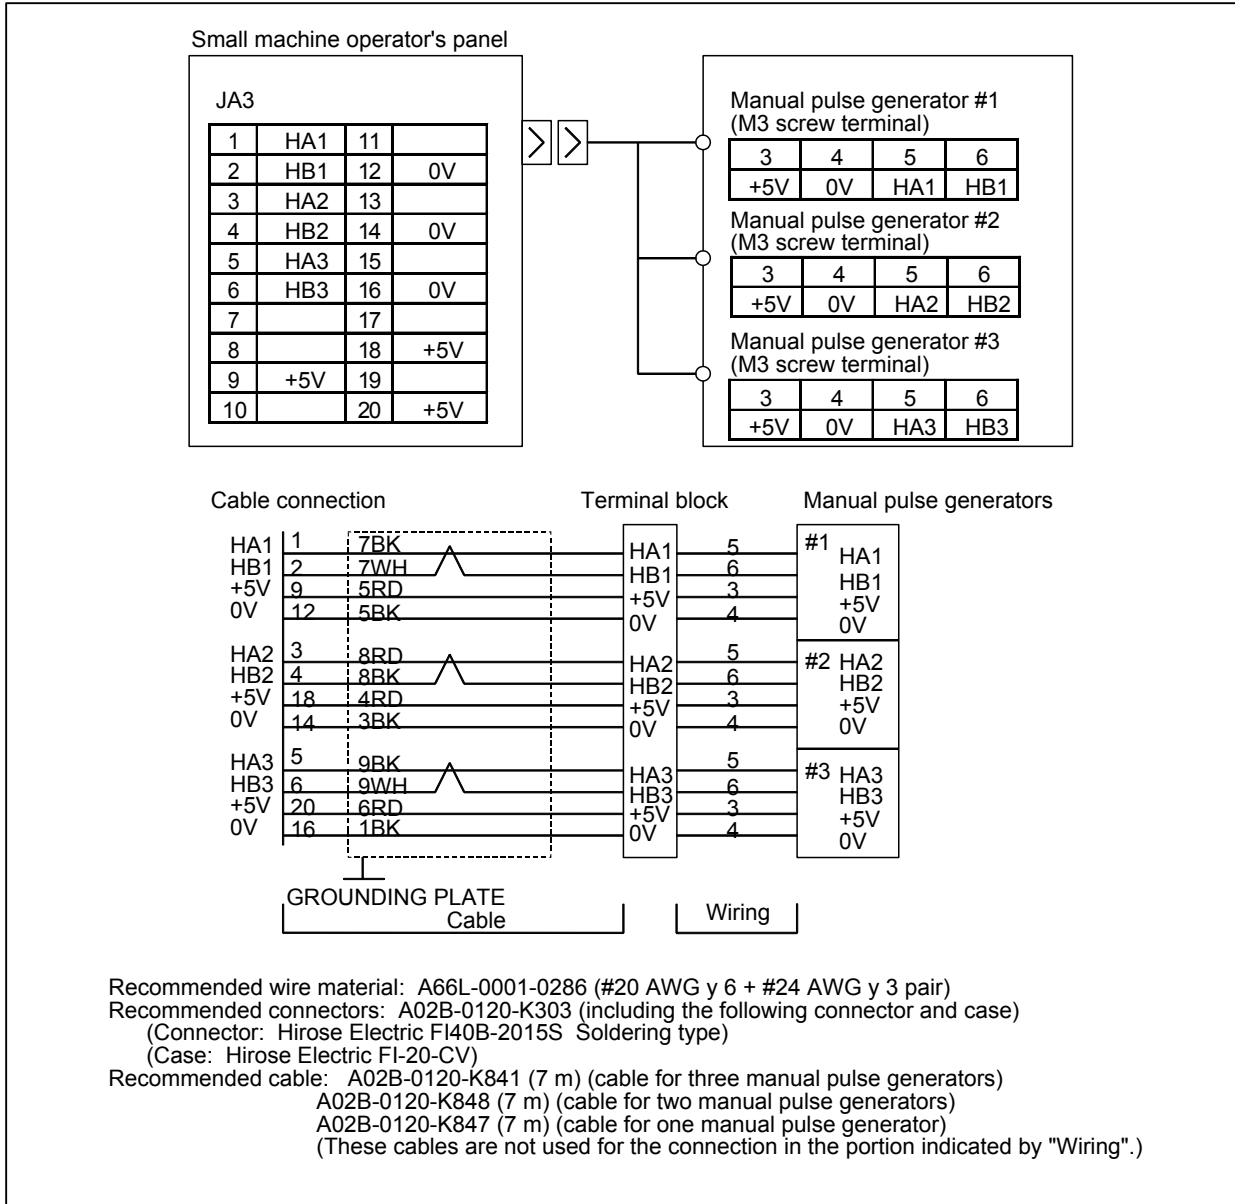 Small machine operator's panel
JA3
1 HA1 11
2 HB1 12 0V
3 HA2 13
4 HB2 14 0V
5 HA3 15
6 HB3 16 0V
7 17
8 18 +5V
9 +5V 19
10 20 +5V
Manual pulse generator #1
(M3 screw terminal)
3 4 5 6
+5V 0V HA1 HB1
Manual pulse generator #2
(M3 screw terminal)
3 4 5 6
+5V 0V HA2 HB2
Manual pulse generator #3
(M3 screw terminal)
3 4 5 6
+5V 0V HA3 HB3
Cable connection Terminal block Manual pulse generators
HA1 1 7BK HA1 5 #1 HA1
HB1 2 7WH HB1 6 HB1
+5V 9 5RD +5V 3 +5V
0V 12 5BK 0V 4 0V
HA2 3 8RD HA2 5 #2 HA2
HB2 4 8BK HB2 6 HB2
+5V 18 4RD +5V 3 +5V
0V 14 3BK 0V 4 0V
HA3 5 9BK HA3 5 #3 HA3
HB3 6 9WH HB3 6 HB3
+5V 20 6RD +5V 3 +5V
0V 16 1BK 0V 4 0V
GROUNDING PLATE
Cable Wiring
Recommended wire material: A66L-0001-0286 (#20 AWG y 6 + #24 AWG y 3 pair)
Recommended connectors: A02B-0120-K303 (including the following connector and case)
(Connector: Hirose Electric FI40B-2015S Soldering type)
(Case: Hirose Electric FI-20-CV)
Recommended cable: A02B-0120-K841 (7 m) (cable for three manual pulse generators)
A02B-0120-K848 (7 m) (cable for two manual pulse generators)
A02B-0120-K847 (7 m) (cable for one manual pulse generator)
(These cables are not used for the connection in the portion indicated by "Wiring".)